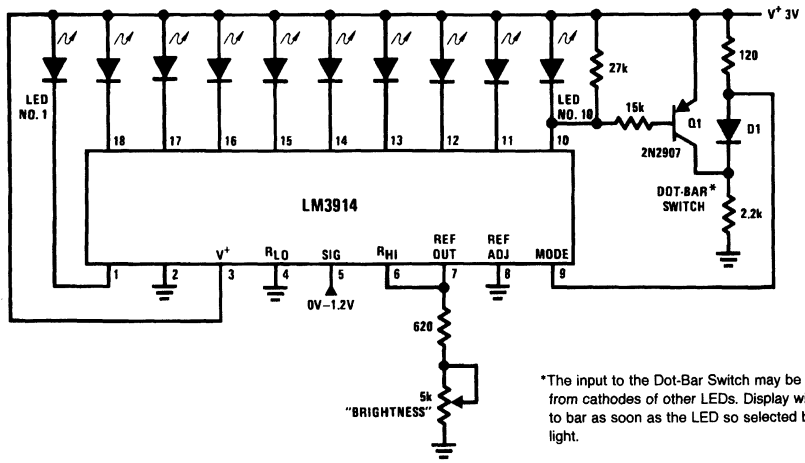 V+ 3V
LED
NO. 1
LED
NO. 10
27k
15k
Q1
2N2907
120
D1
DOT-BAR*
SWITCH
2.2k
18 17 16 15 14 13 12 11 10
LM3914
V+ RLO SIG RHI REF OUT REF ADJ MODE
1 2 3 4 5 6 7 8 9
0V–1.2V
620
5k
"BRIGHTNESS"
*The input to the Dot-Bar Switch may be
from cathodes of other LEDs. Display
to bar as soon as the LED so selected
light.